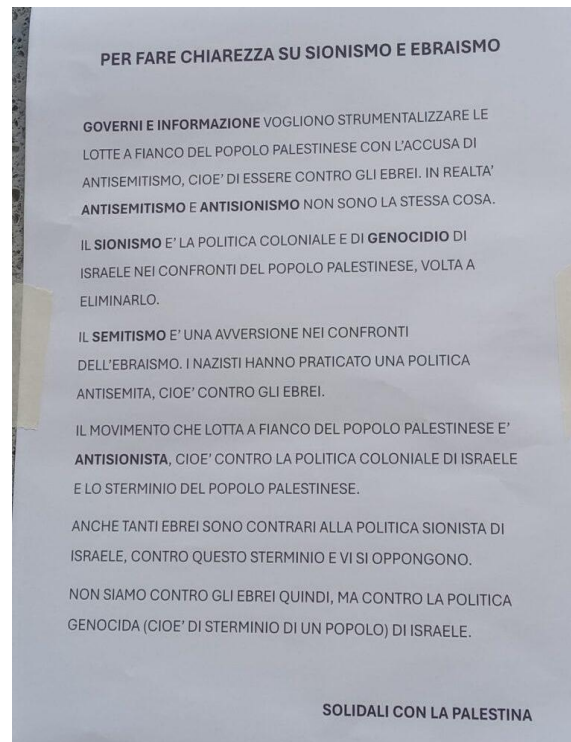 PER FARE CHIAREZZA SU SIONISMO E EBRAISMO
GOVERNI E INFORMAZIONE VOGLIONO STRUMENTALIZZARE LE
LOTTE A FIANCO DEL POPOLO PALESTINESE CON L'ACCUSA DI
ANTISEMITISMO, CIOE' DI ESSERE CONTRO GLI EBREI. IN REALTA'
ANTISEMITISMO E ANTISIONISMO NON SONO LA STESSA COSA.
IL SIONISMO E' LA POLITICA COLONIALE E DI GENOCIDIO DI
ISRAELE NEI CONFRONTI DEL POPOLO PALESTINESE, VOLTA A
ELIMINARLO.
IL SEMITISMO E' UNA AVVERSIONE NEI CONFRONTI
DELL'EBRAISMO. I NAZISTI HANNO PRATICATO UNA POLITICA
ANTISEMITA, CIOE' CONTRO GLI EBREI.
IL MOVIMENTO CHE LOTTA A FIANCO DEL POPOLO PALESTINESE E'
ANTISIONISTA, CIOE' CONTRO LA POLITICA COLONIALE DI ISRAELE
E LO STERMINIO DEL POPOLO PALESTINESE.
ANCHE TANTI EBREI SONO CONTRARI ALLA POLITICA SIONISTA DI
ISRAELE, CONTRO QUESTO STERMINIO E VI SI OPPONGONO.
NON SIAMO CONTRO GLI EBREI QUINDI, MA CONTRO LA POLITICA
GENOCIDA (CIOE' DI STERMINIO DI UN POPOLO) DI ISRAELE.
SOLIDALI CON LA PALESTINA